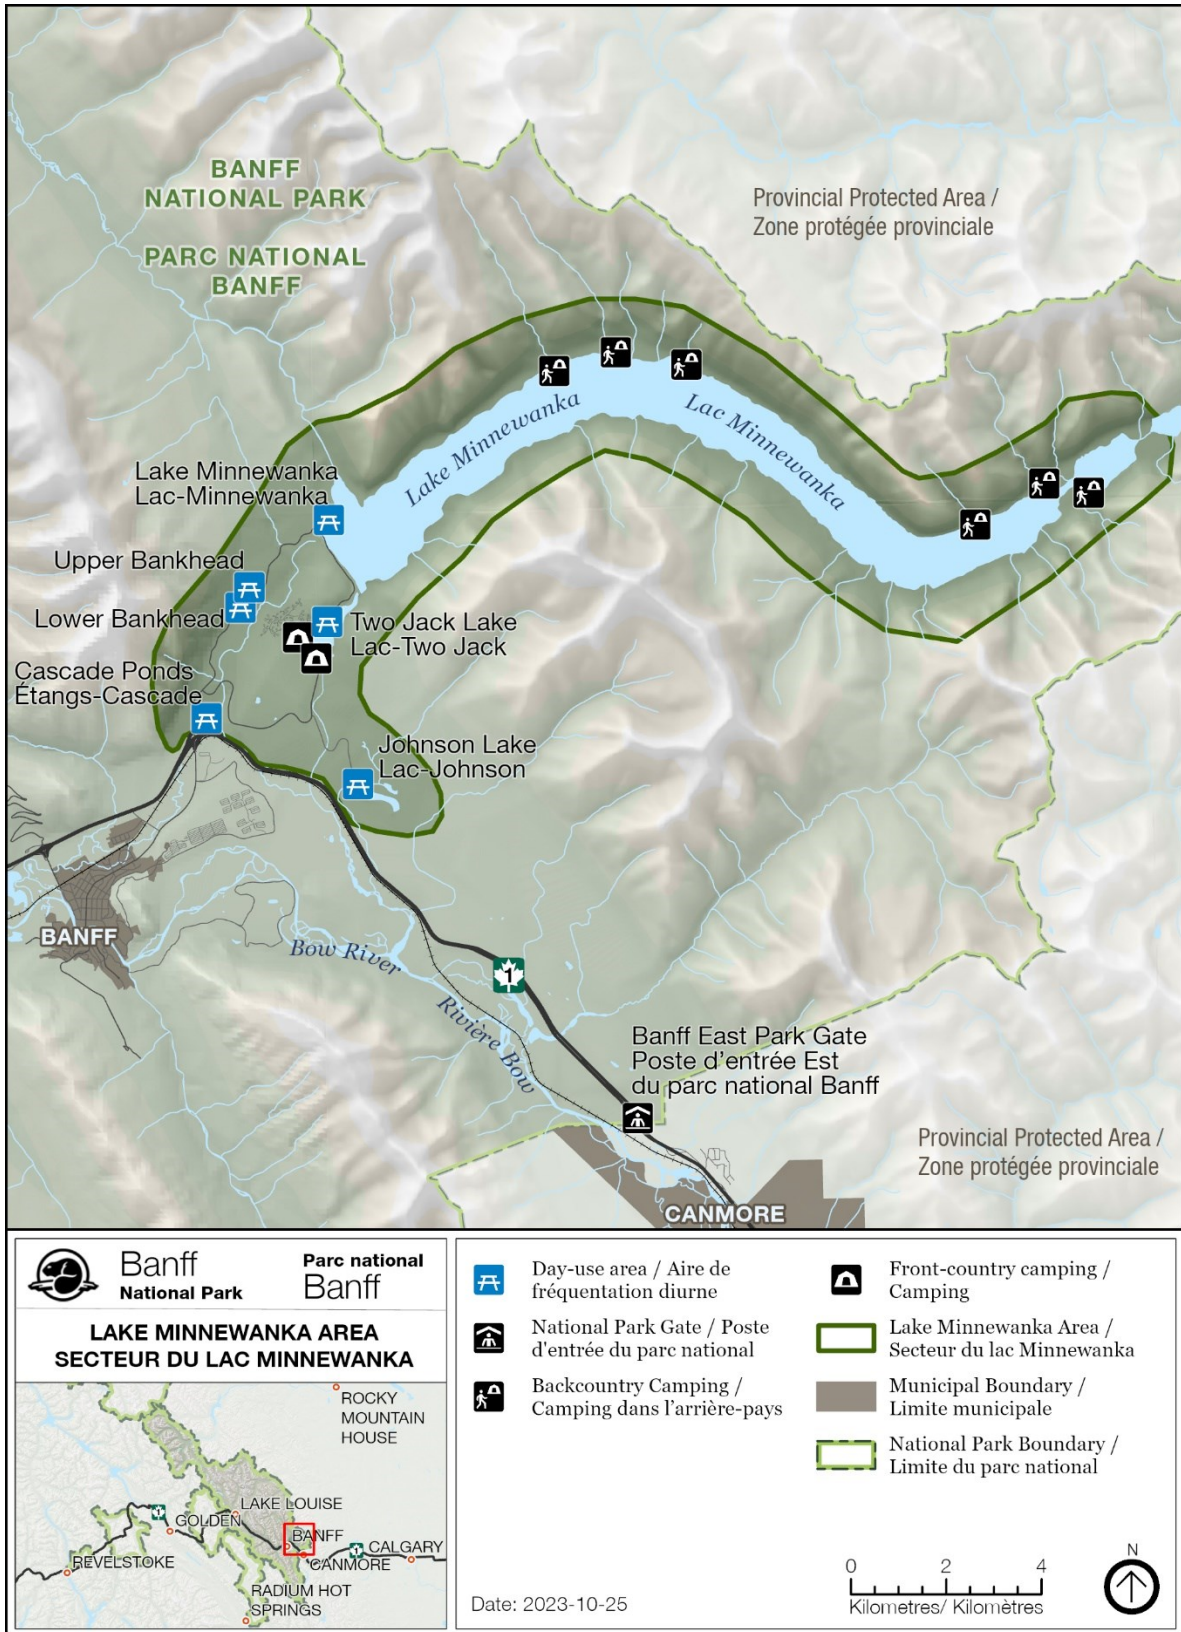 BANFF
NATIONAL PARK
PARC NATIONAL
BANFF
Provincial Protected Area /
Zone protégée provinciale
Lake Minnewanka
Lac Minnewanka
Lake Minnewanka
Lac-Minnewanka
Upper Bankhead
Lower Bankhead
Two Jack Lake
Lac-Two Jack
Cascade Ponds
Étangs-Cascade
Johnson Lake
Lac-Johnson
BANFF
Bow River
Rivière Bow
1
Banff East Park Gate
Poste d'entrée Est
du parc national Banff
Provincial Protected Area /
Zone protégée provinciale
CANMORE
Banff
National Park
Parc national
Banff
LAKE MINNEWANKA AREA
SECTEUR DU LAC MINNEWANKA
ROCKY
MOUNTAIN
HOUSE
LAKE LOUISE
1
GOLDEN
BANFF
1
CALGARY
CANMORE
REVELSTOKE
RADIUM HOT
SPRINGS
Day-use area / Aire de
fréquentation diurne
National Park Gate / Poste
d'entrée du parc national
Backcountry Camping /
Camping dans l'arrière-pays
Front-country camping /
Camping
Lake Minnewanka Area /
Secteur du lac Minnewanka
Municipal Boundary /
Limite municipale
National Park Boundary /
Limite du parc national
Date: 2023-10-25
0 2 4
Kilometres/ Kilomètres
N